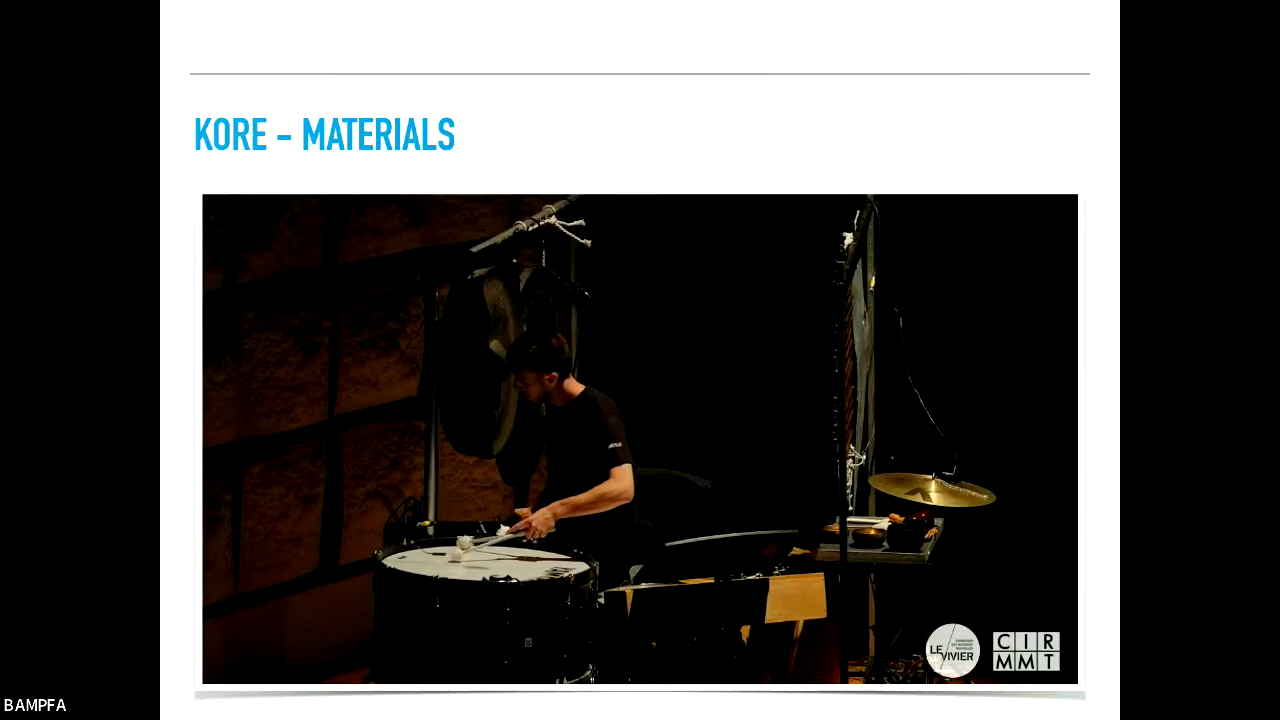 KORE - MATERIALS
LE
VIVIER
CIR
MMT
BAMPFA